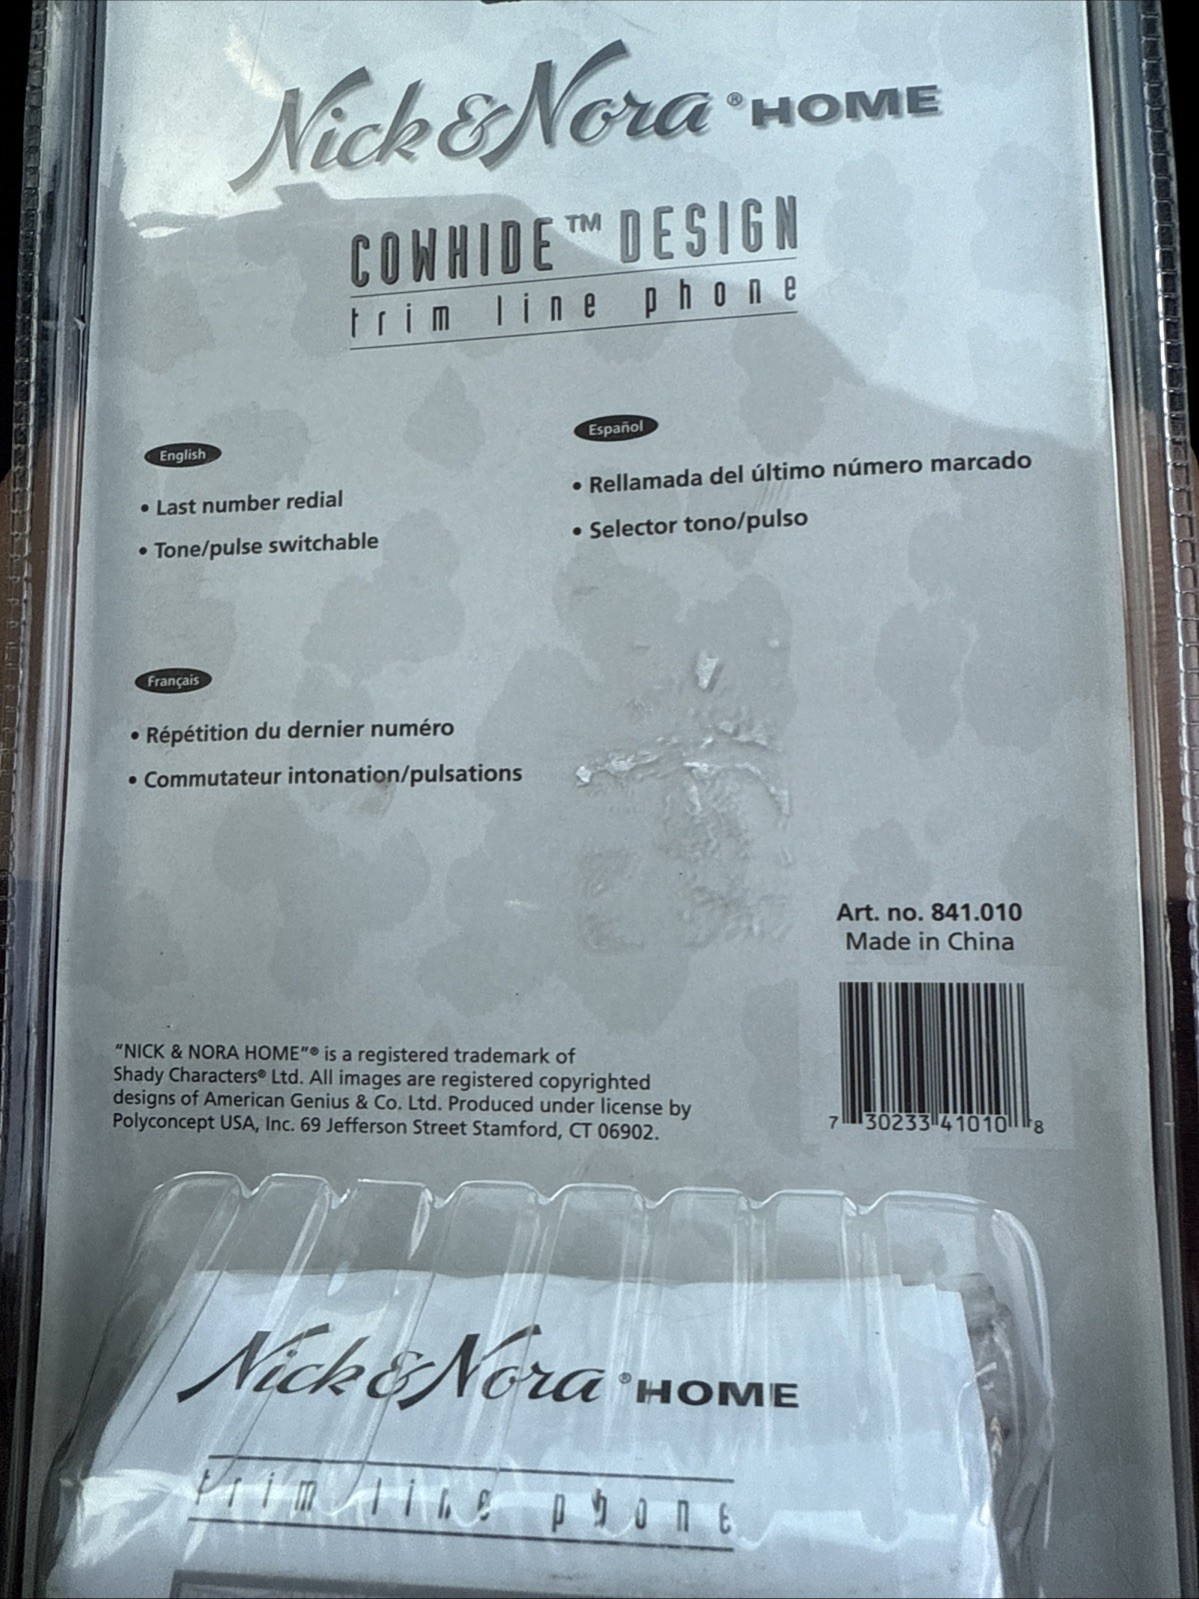 Nick & Nora® HOME
COWHIDE™ DESIGN
trim line phone
English
• Last number redial
• Tone/pulse switchable
Español
• Rellamada del último número marcado
• Selector tono/pulso
Français
• Répétition du dernier numéro
• Commutateur intonation/pulsations
Art. no. 841.010
Made in China
7 30233 41010 8
"NICK & NORA HOME"® is a registered trademark of
Shady Characters® Ltd. All images are registered copyrighted
designs of American Genius & Co. Ltd. Produced under license by
Polyconcept USA, Inc. 69 Jefferson Street Stamford, CT 06902.
Nick & Nora® HOME
trim line phone